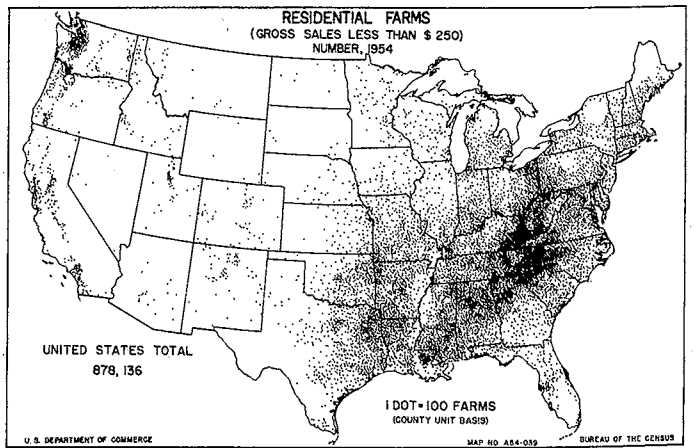 RESIDENTIAL FARMS
(GROSS SALES LESS THAN $ 250)
NUMBER, 1954
UNITED STATES TOTAL
878, 136
1 DOT=100 FARMS
(COUNTY UNIT BASIS)
U. S. DEPARTMENT OF COMMERCE
MAP NO. A54-039
BUREAU OF THE CENSUS